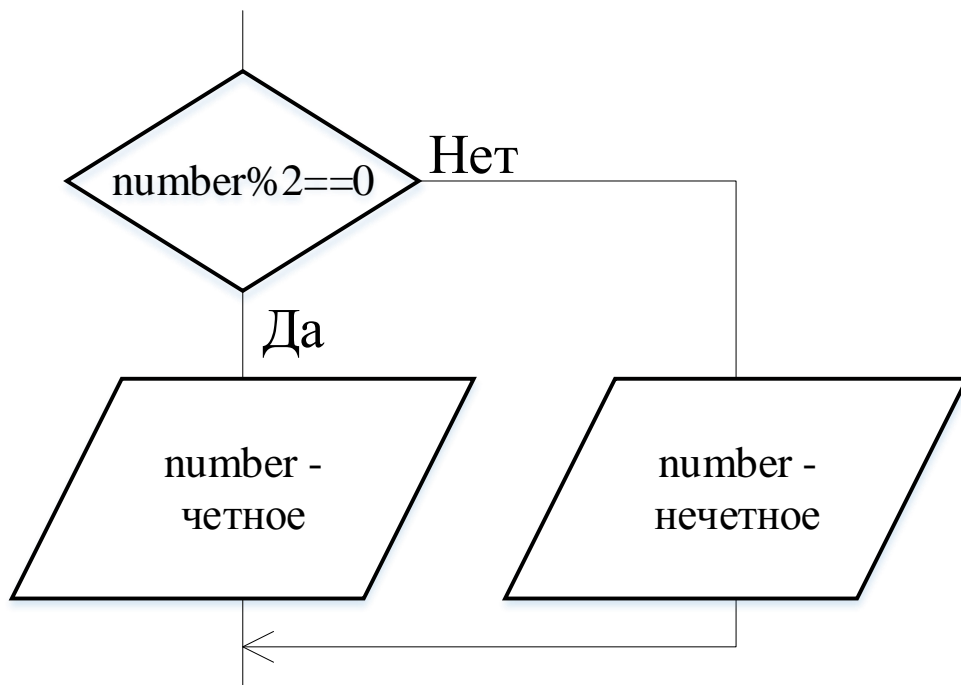 number%2==0
Нет
Да
number -
четное
number -
нечетное